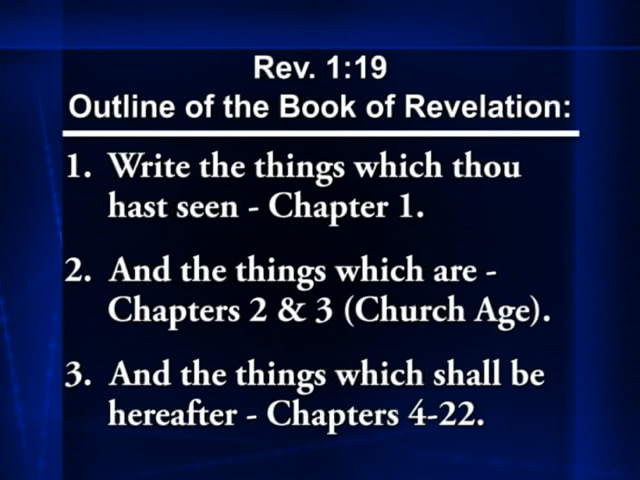 Rev. 1:19
Outline of the Book of Revelation:
1. Write the things which thou
hast seen - Chapter 1.
2. And the things which are -
Chapters 2 & 3 (Church Age).
3. And the things which shall be
hereafter - Chapters 4-22.